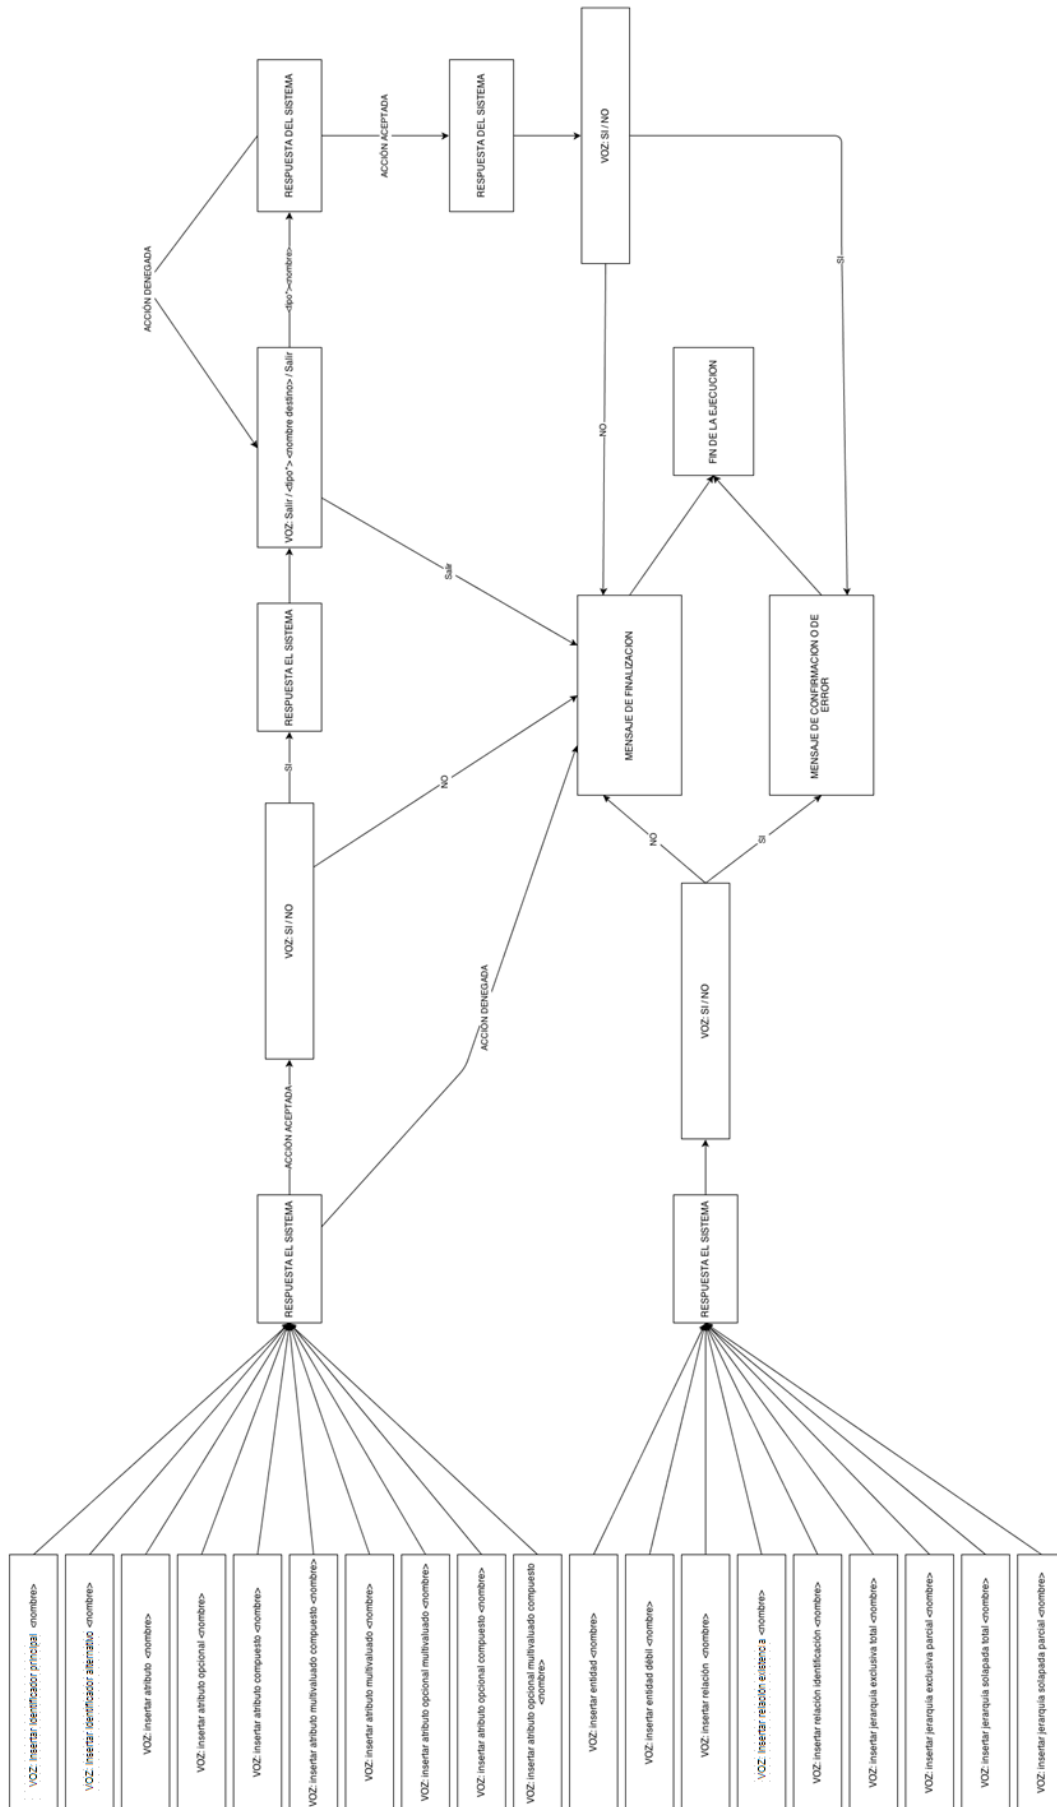 VOZ: Insertar Identificador principal <nombre>
VOZ: Insertar Identificador alternativo <nombre>
VOZ: insertar atributo <nombre>
VOZ: insertar atributo opcional <nombre>
VOZ: insertar atributo compuesto <nombre>
VOZ: insertar atributo multivaluado compuesto <nombre>
VOZ: insertar atributo multivaluado <nombre>
VOZ: insertar atributo opcional multivaluado <nombre>
VOZ: insertar atributo opcional compuesto <nombre>
VOZ: insertar atributo opcional multivaluado compuesto
<nombre>
VOZ: insertar entidad <nombre>
VOZ: insertar entidad débil <nombre>
VOZ: insertar relación <nombre>
VOZ: Insertar relación existencia <nombre>
VOZ: insertar relación identificación <nombre>
VOZ: insertar jerarquia exclusiva total <nombre>
VOZ: insertar jerarquia exclusiva parcial <nombre>
VOZ: insertar jerarquia solapada total <nombre>
VOZ: insertar jerarquia solapada parcial <nombre>
RESPUESTA EL SISTEMA
ACCIÓN ACEPTADA
ACCIÓN DENEGADA
VOZ: SI / NO
SI
NO
RESPUESTA EL SISTEMA
VOZ: Salir / <tipo*> <nombre destino> / Salir
Salir
<tipo*><nombre>
ACCIÓN DENEGADA
RESPUESTA DEL SISTEMA
ACCIÓN ACEPTADA
RESPUESTA DEL SISTEMA
VOZ: SI / NO
NO
SI
RESPUESTA EL SISTEMA
VOZ: SI / NO
NO
SI
MENSAJE DE FINALIZACION
MENSAJE DE CONFIRMACION O DE
ERROR
FIN DE LA EJECUCION